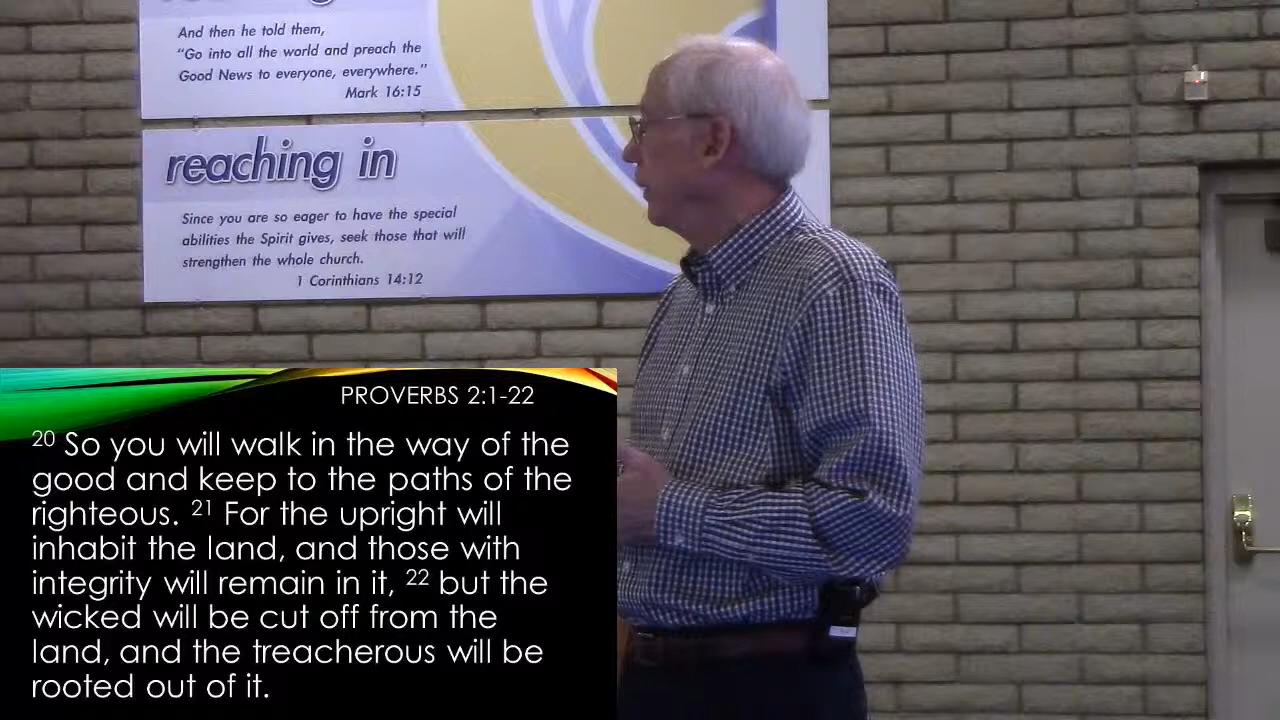 And then he told them,
"Go into all the world and preach the
Good News to everyone, everywhere."
Mark 16:15
reaching in
Since you are so eager to have the special
abilities the Spirit gives, seek those that will
strengthen the whole church.
1 Corinthians 14:12
PROVERBS 2:1-22
20 So you will walk in the way of the
good and keep to the paths of the
righteous. 21 For the upright will
inhabit the land, and those with
integrity will remain in it, 22 but the
wicked will be cut off from the
land, and the treacherous will be
rooted out of it.